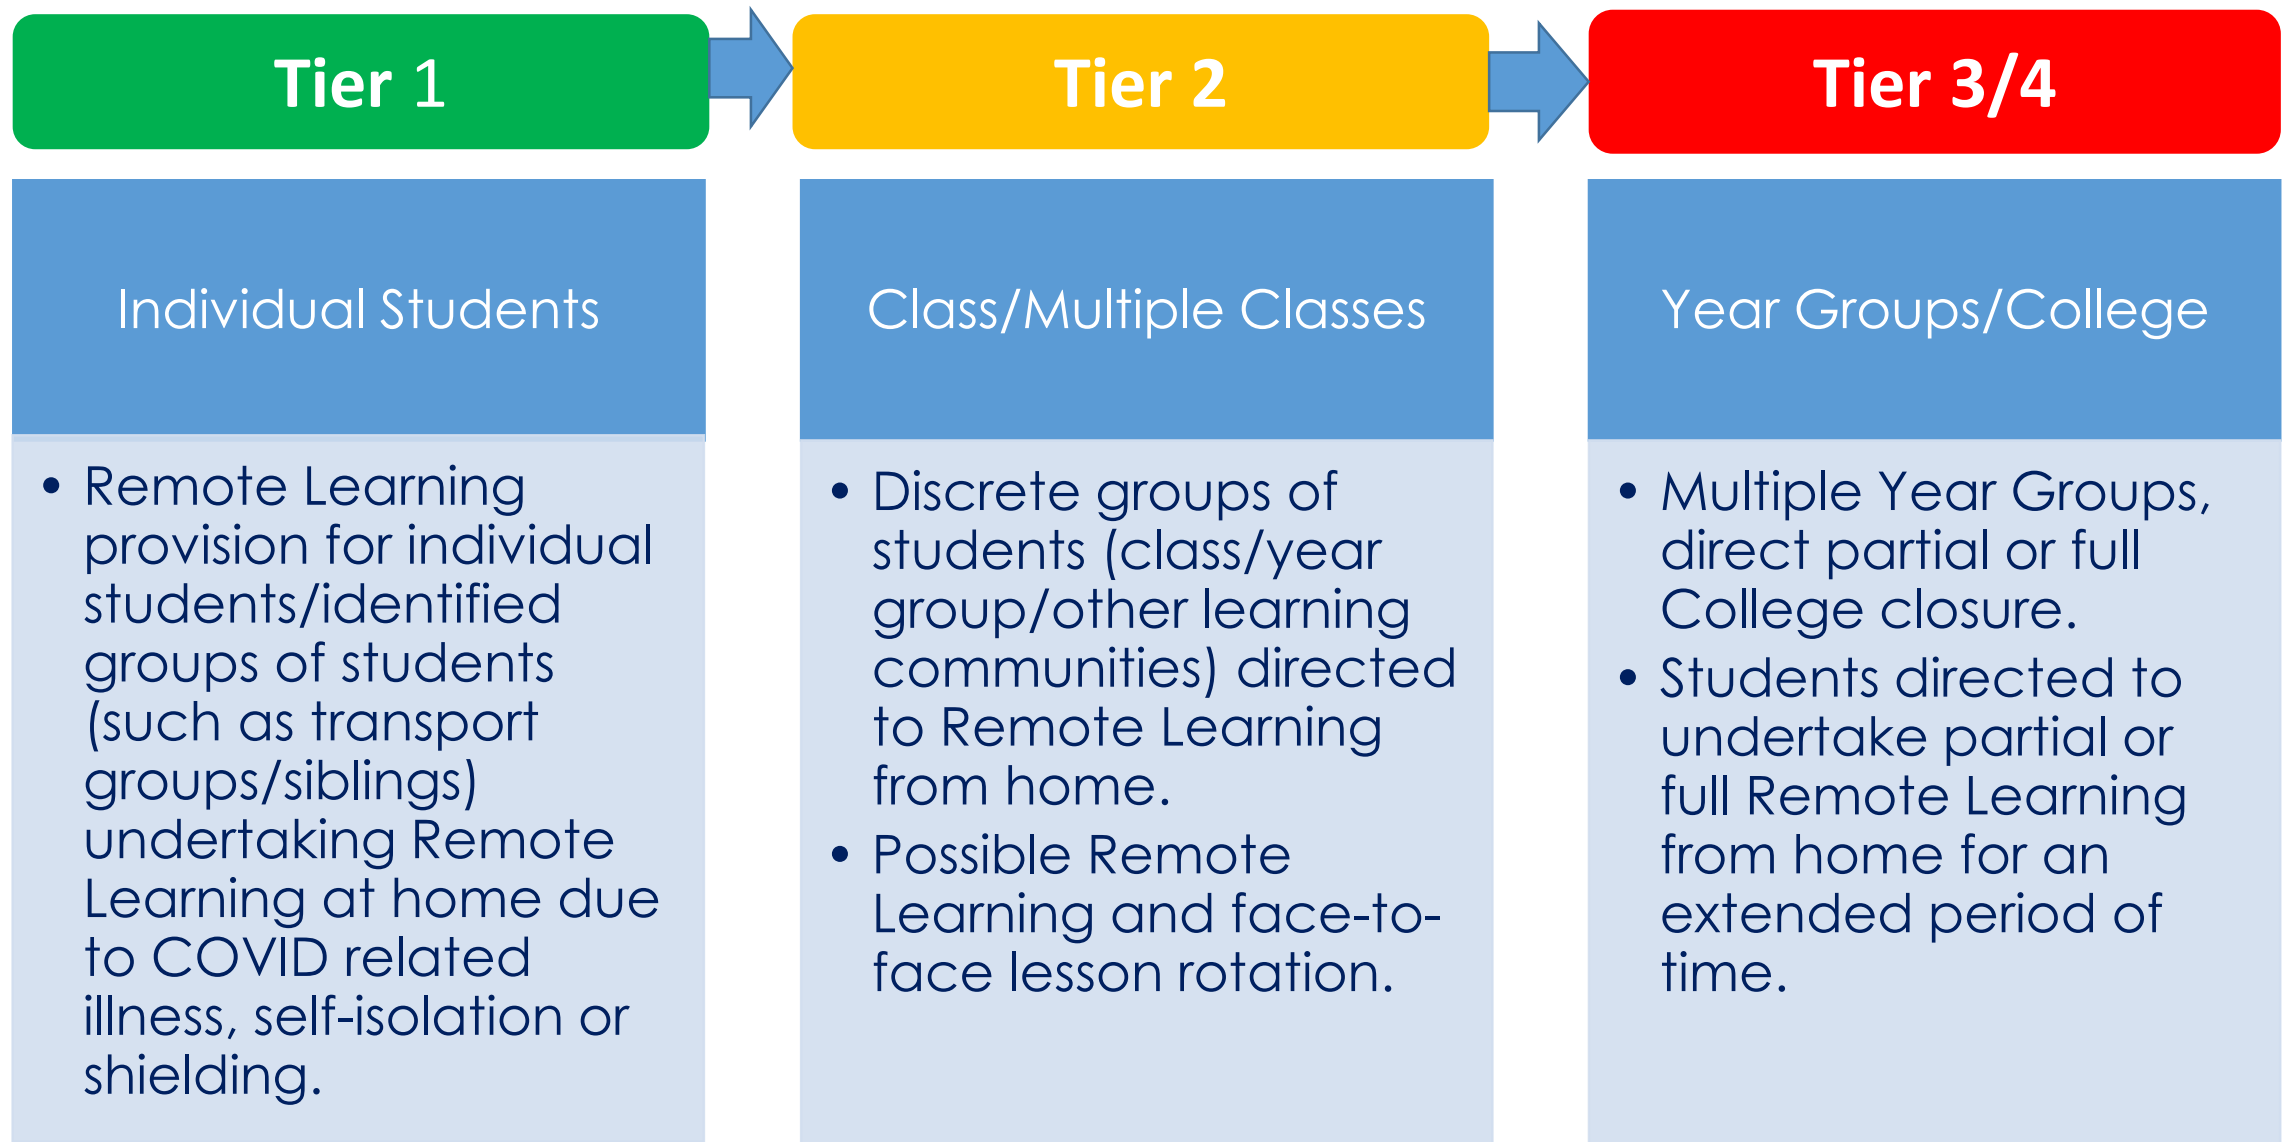 Tier 1
Tier 2
Tier 3/4
Individual Students
Class/Multiple Classes
Year Groups/College
• Remote Learning
provision for individual
students/identified
groups of students
(such as transport
groups/siblings)
undertaking Remote
Learning at home due
to COVID related
illness, self-isolation or
shielding.
• Discrete groups of
students (class/year
group/other learning
communities) directed
to Remote Learning
from home.
• Possible Remote
Learning and face-to-
face lesson rotation.
• Multiple Year Groups,
direct partial or full
College closure.
• Students directed to
undertake partial or
full Remote Learning
from home for an
extended period of
time.